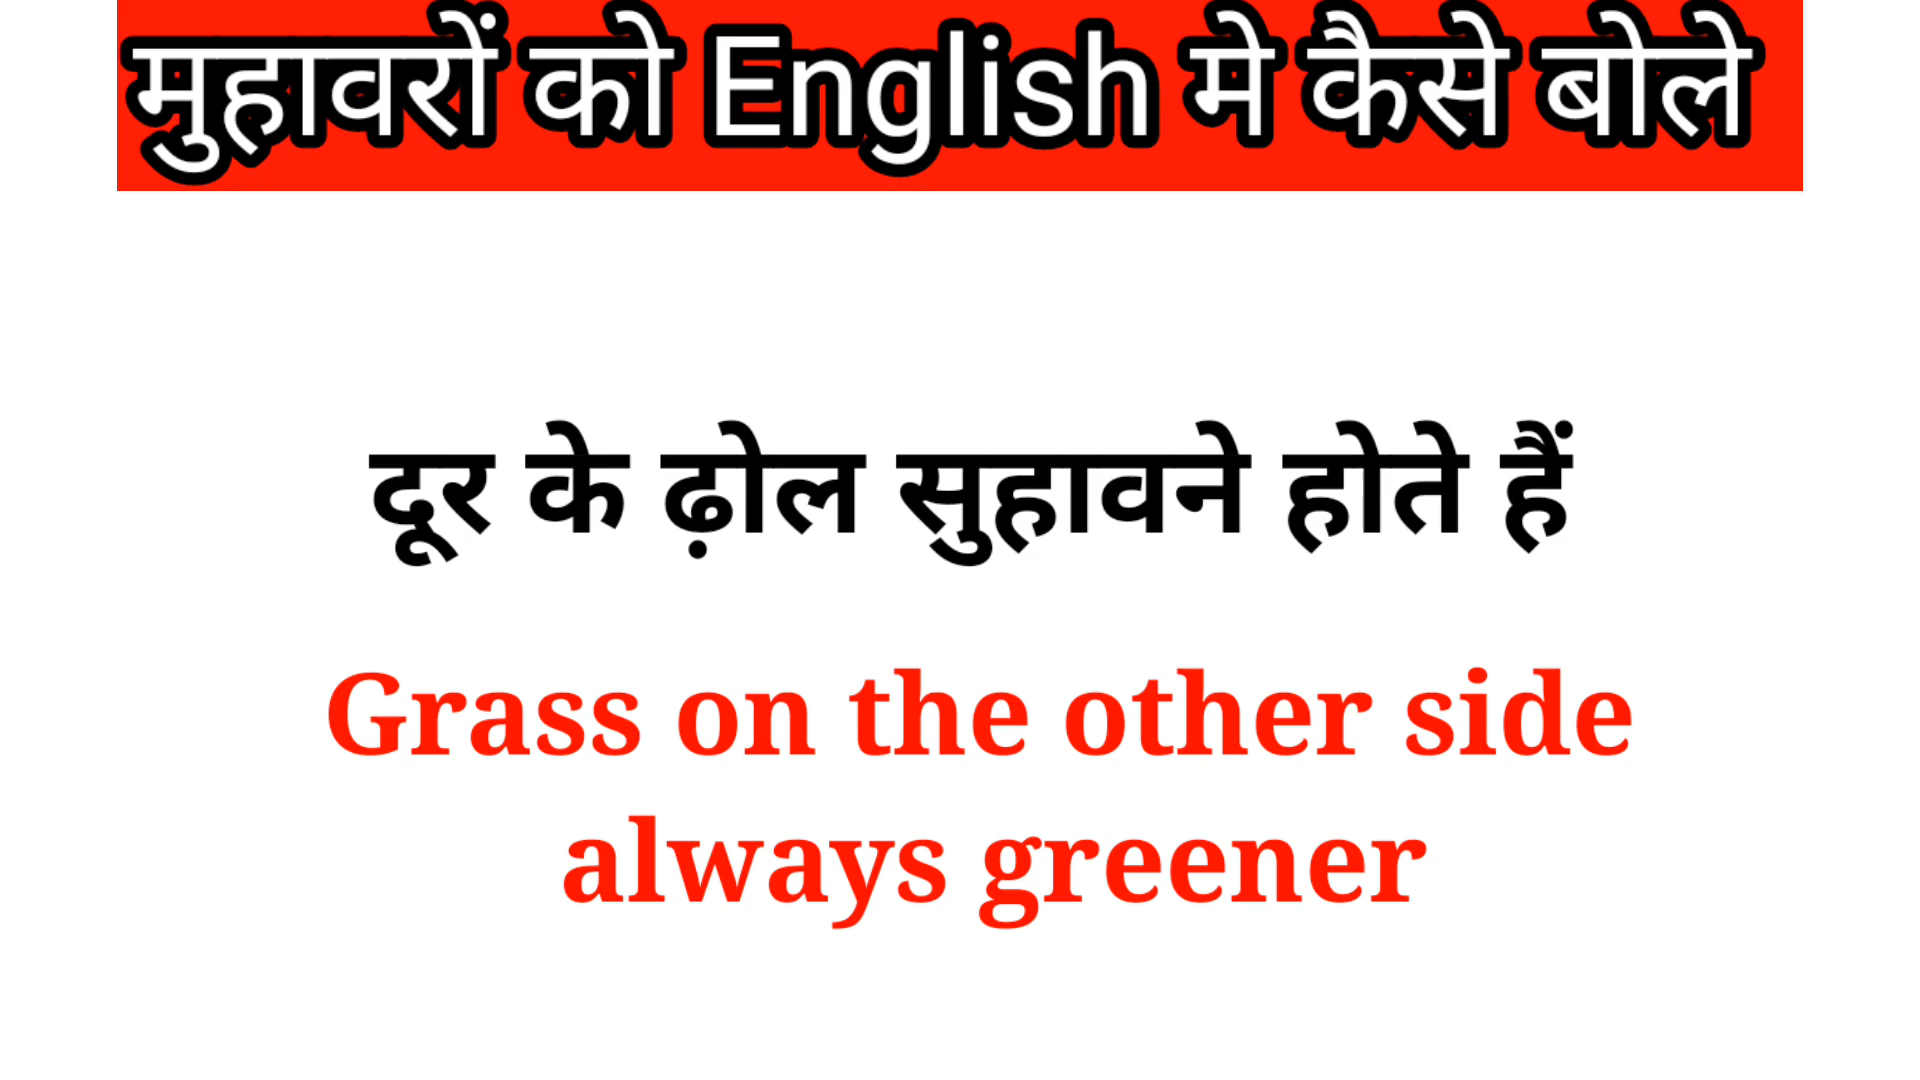 मुहावरों को English मे कैसे बोले
दूर के ढ़ोल सुहावने होते हैं
Grass on the other side
always greener